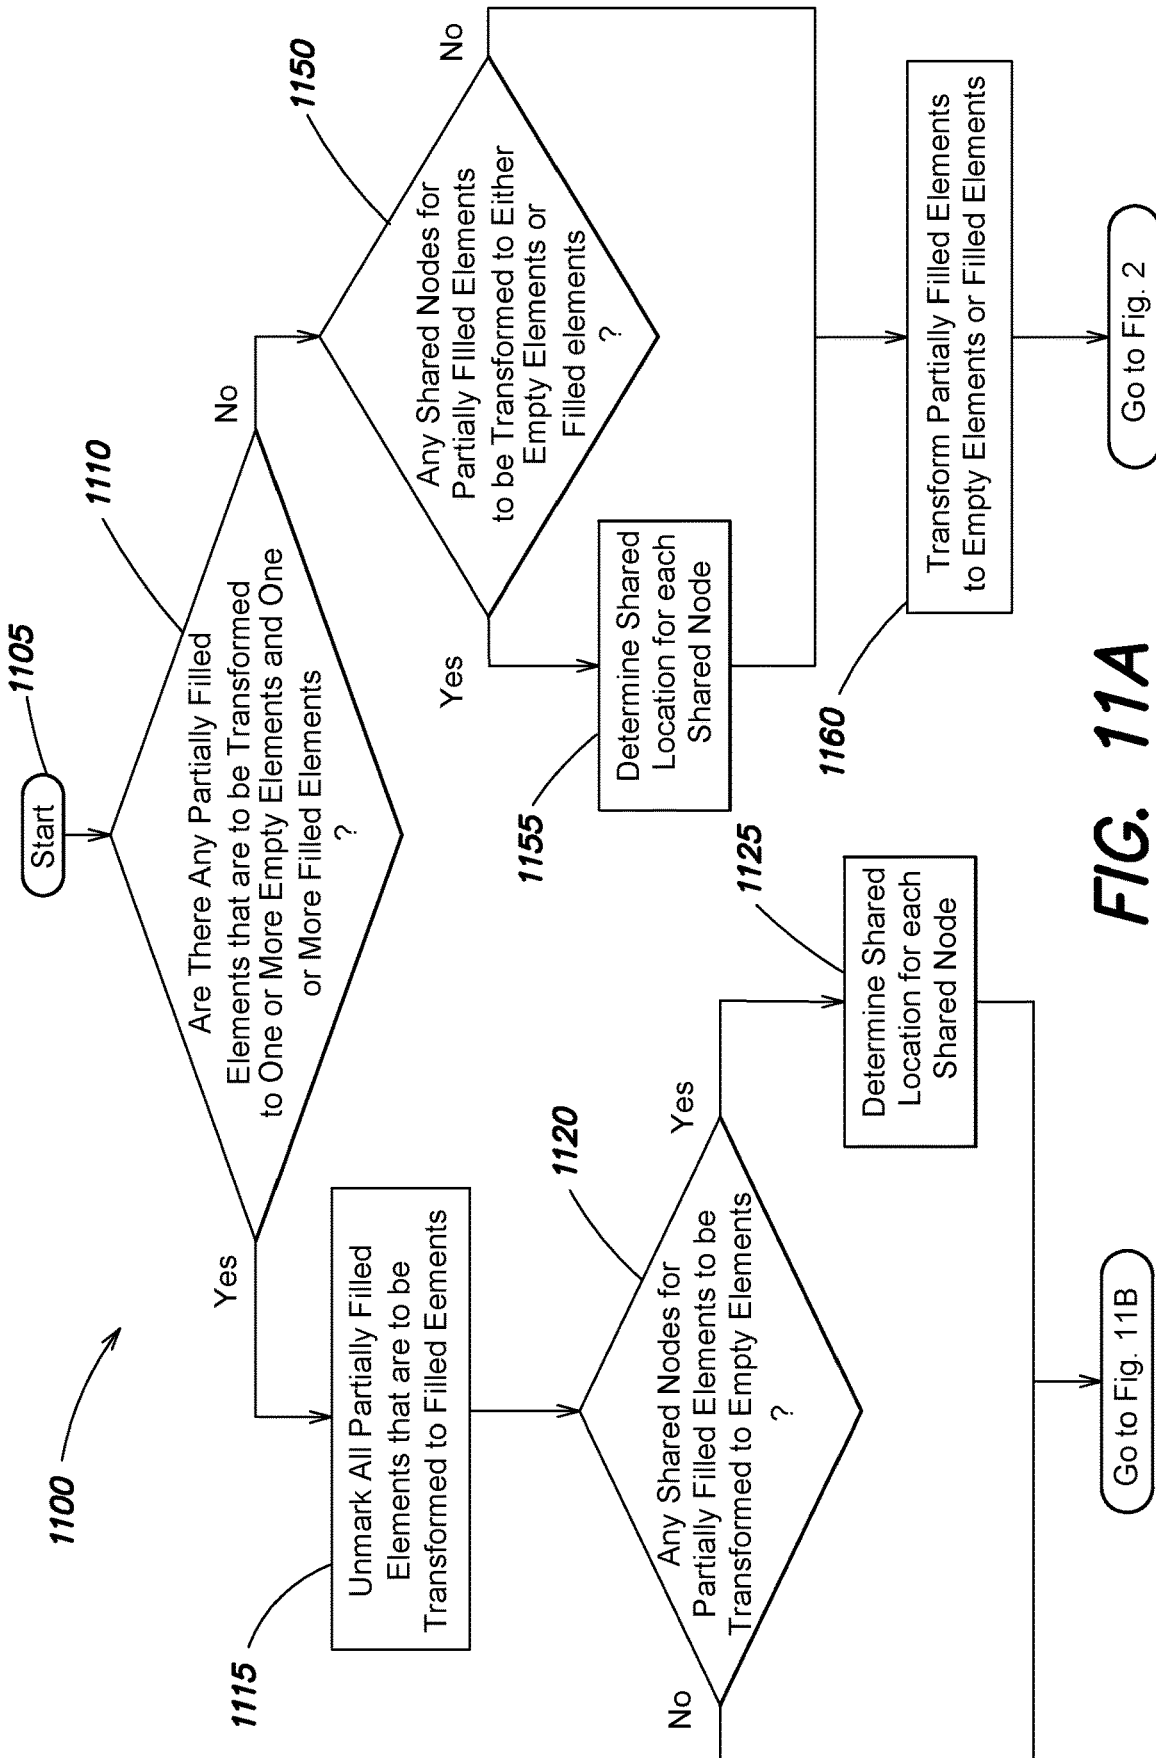 1100
Start
1105
1110
Are There Any Partially Filled
Elements that are to be Transformed
to One or More Empty Elements and One
or More Filled Elements
?
Yes
No
1115
Unmark All Partially Filled
Elements that are to be
Transformed to Filled Eements
1120
Any Shared Nodes for
Partially Filled Elements to be
Transformed to Empty Elements
?
No
Yes
1125
Determine Shared
Location for each
Shared Node
Go to Fig. 11B
1150
Any Shared Nodes for
Partially FIlled Elements
to be Transformed to Either
Empty Elements or
Filled elements
?
Yes
No
1155
Determine Shared
Location for each
Shared Node
1160
Transform Partially Filled Elements
to Empty Elements or Filled Elements
Go to Fig. 2
FIG. 11A